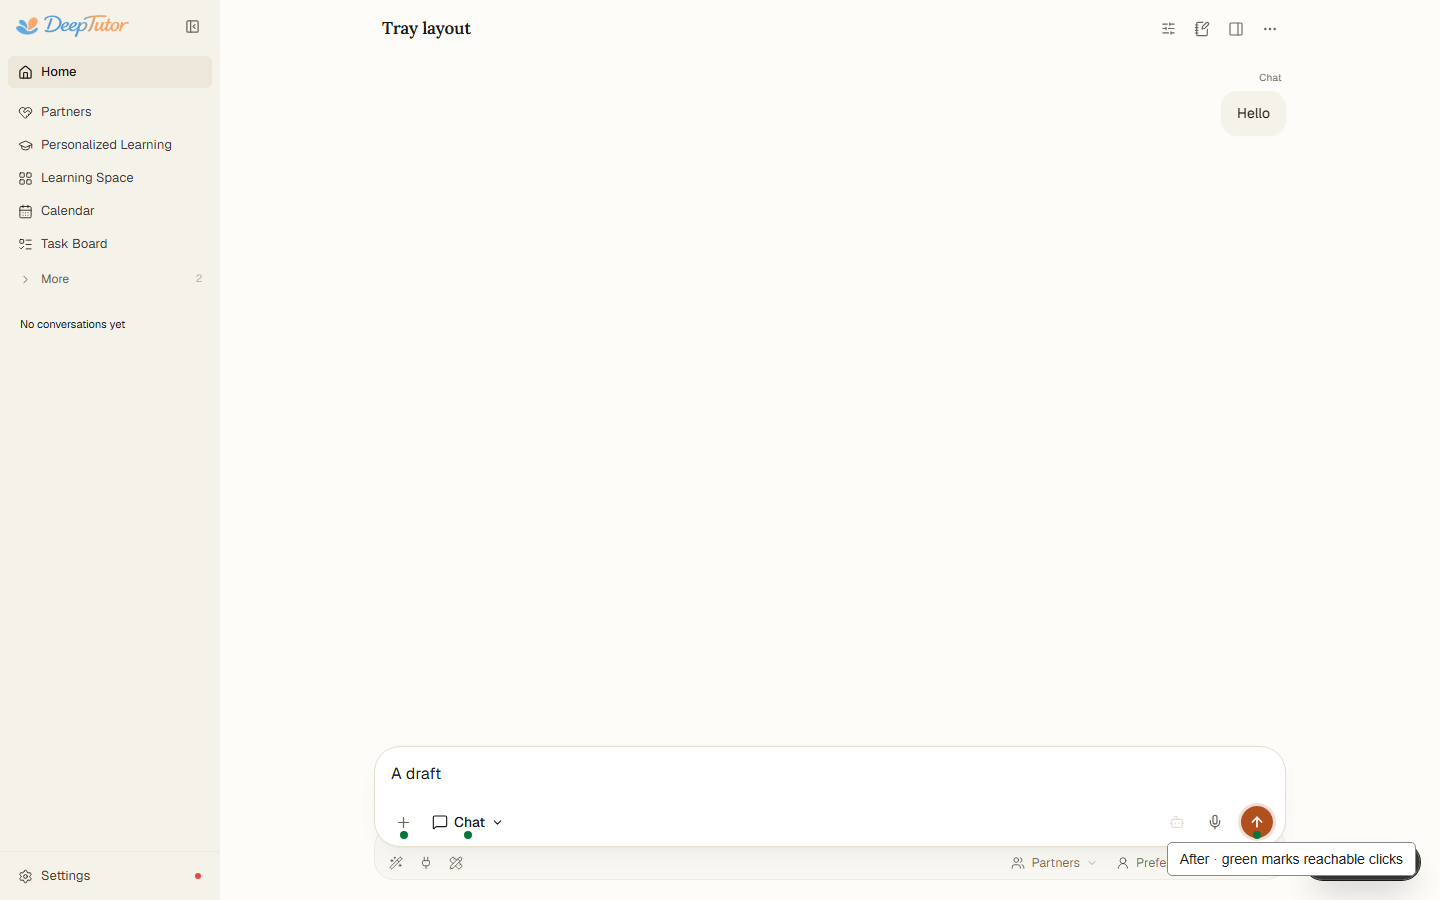 DeepTutor
Home
Partners
Personalized Learning
Learning Space
Calendar
Task Board
More 2
No conversations yet
Settings
Tray layout
Chat
Hello
A draft
Chat
Partners
Prefe
After · green marks reachable clicks